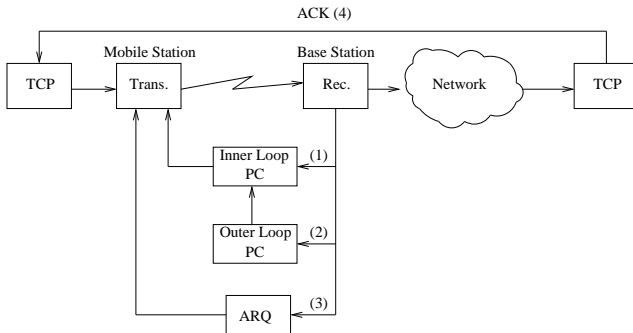 ACK (4)
Mobile Station
Base Station
TCP
Trans.
Rec.
Network
TCP
Inner Loop
PC
(1)
Outer Loop
PC
(2)
ARQ
(3)